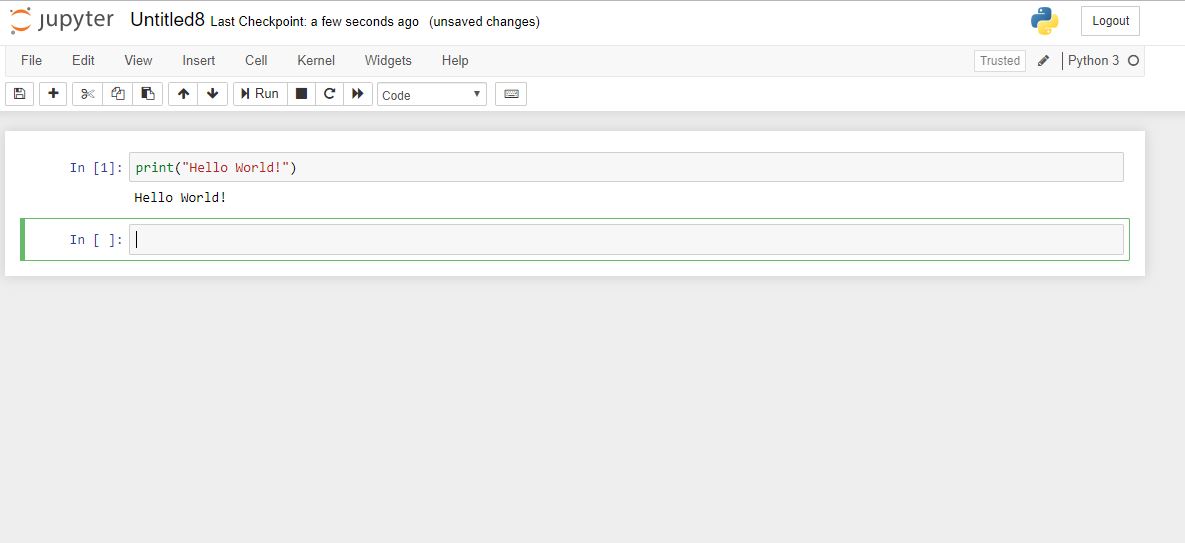 jupyter Untitled8 Last Checkpoint: a few seconds ago (unsaved changes) Logout
File Edit View Insert Cell Kernel Widgets Help Trusted Python 3
Run Code
In [1]: print("Hello World!")
Hello World!
In [ ]: